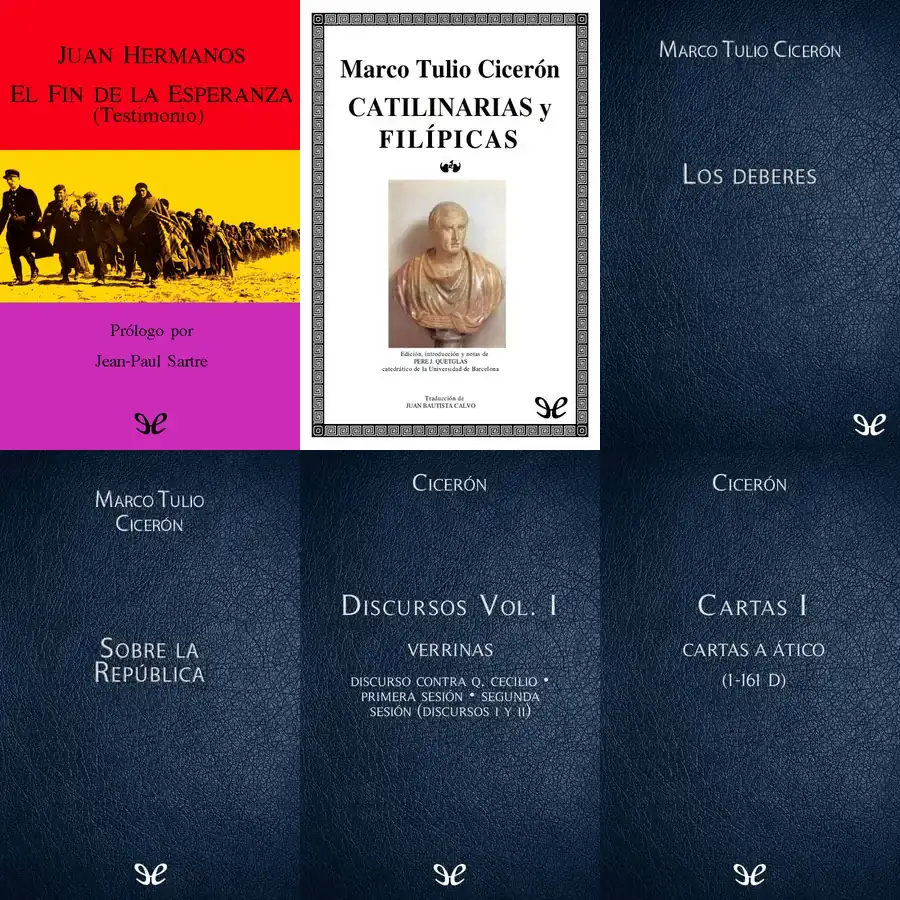 JUAN HERMANOS
EL FIN DE LA ESPERANZA
(Testimonio)
Prólogo por
Jean-Paul Sartre
Marco Tulio Cicerón
CATILINARIAS y
FILÍPICAS
Edición, introducción y notas de
PERE J. QUETGLAS
catedrático de la Universidad de Barcelona
Traducción de
JUAN BAUTISTA CALVO
MARCO TULIO CICERÓN
LOS DEBERES
MARCO TULIO
CICERÓN
SOBRE LA
REPÚBLICA
CICERÓN
DISCURSOS VOL. I
VERRINAS
DISCURSO CONTRA Q. CECILIO •
PRIMERA SESIÓN • SEGUNDA
SESIÓN (DISCURSOS I Y II)
CICERÓN
CARTAS I
CARTAS A ÁTICO
(1-161 D)